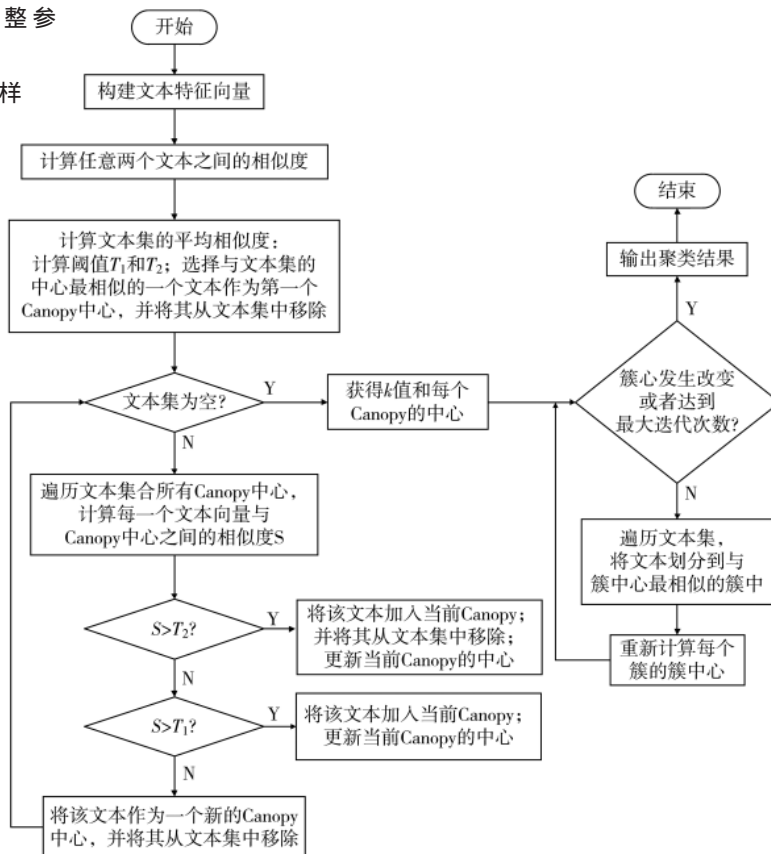 整 参
样
开始
构建文本特征向量
计算任意两个文本之间的相似度
计算文本集的平均相似度：
计算阈值T₁和T₂；选择与文本集的
中心最相似的一个文本作为第一个
Canopy中心，并将其从文本集中移除
文本集为空?
Y
N
获得k值和每个
Canopy的中心
遍历文本集合所有Canopy中心，
计算每一个文本向量与
Canopy中心之间的相似度S
S>T₂?
Y
N
将该文本加入当前Canopy；
并将其从文本集中移除；
更新当前Canopy的中心
S>T₁?
Y
N
将该文本加入当前Canopy；
更新当前Canopy的中心
将该文本作为一个新的Canopy
中心，并将其从文本集中移除
结束
输出聚类结果
Y
簇心发生改变
或者达到
最大迭代次数?
N
遍历文本集，
将文本划分到与
簇中心最相似的簇中
重新计算每个
簇的簇中心